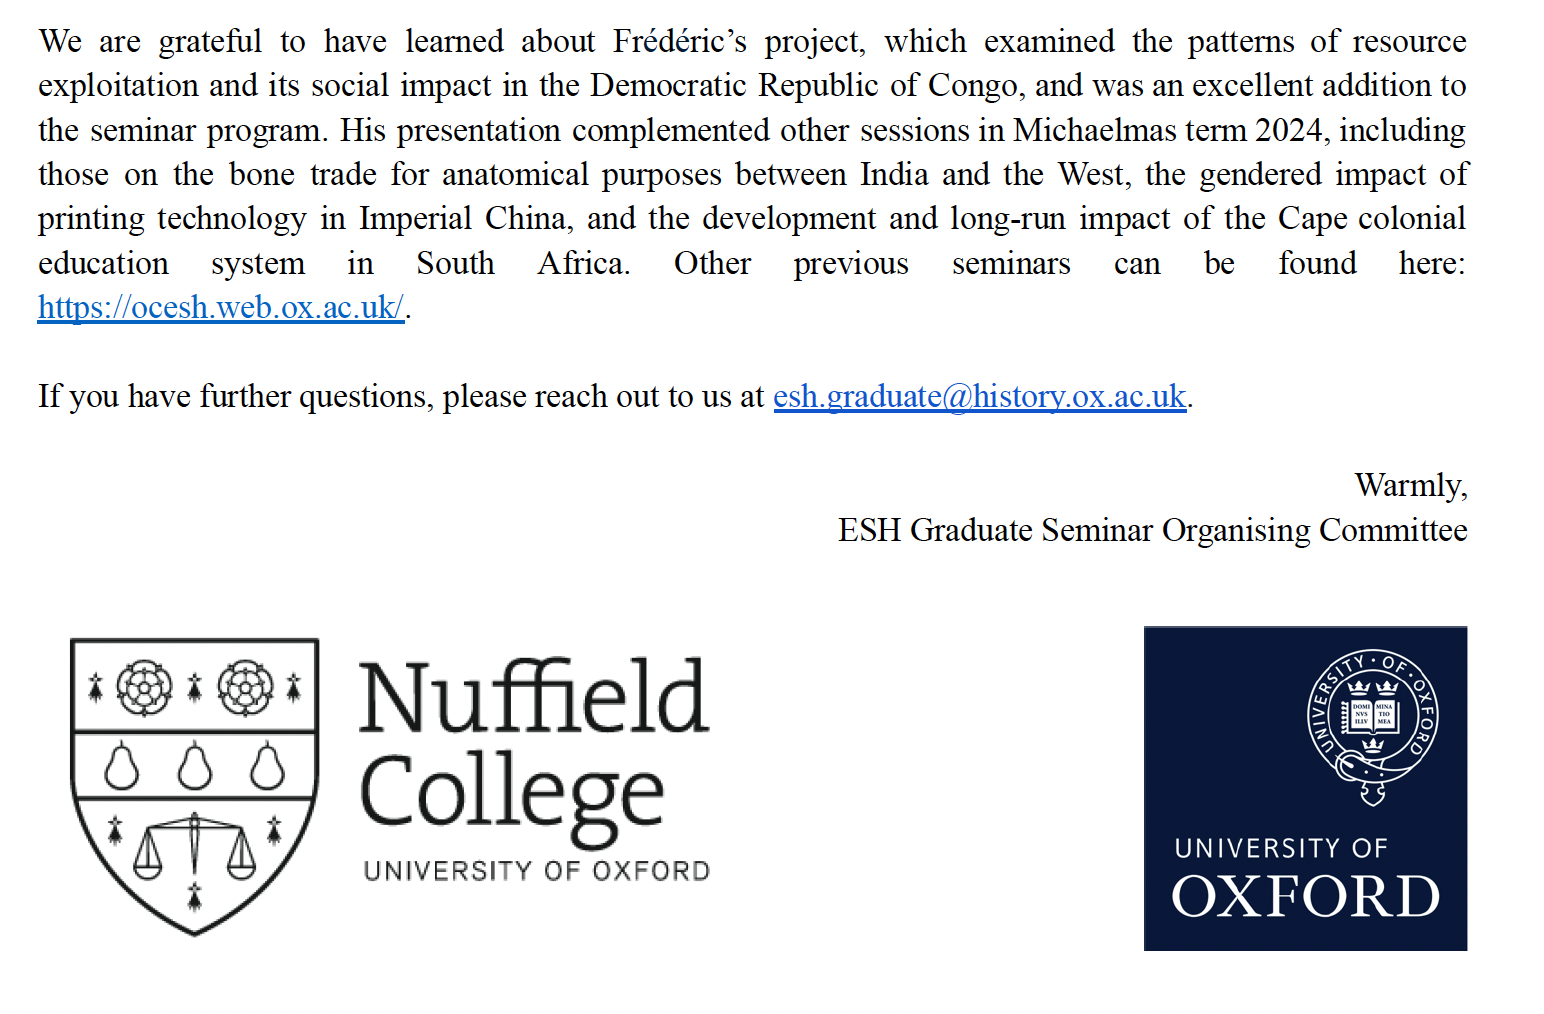 We are grateful to have learned about Frédéric’s project, which examined the patterns of resource
exploitation and its social impact in the Democratic Republic of Congo, and was an excellent addition to
the seminar program. His presentation complemented other sessions in Michaelmas term 2024, including
those on the bone trade for anatomical purposes between India and the West, the gendered impact of
printing technology in Imperial China, and the development and long-run impact of the Cape colonial
education system in South Africa. Other previous seminars can be found here:
https://ocesh.web.ox.ac.uk/.
If you have further questions, please reach out to us at esh.graduate@history.ox.ac.uk.
Warmly,
ESH Graduate Seminar Organising Committee
Nuffield
College
UNIVERSITY OF OXFORD
UNIVERSITY · OF · OXFORD
DOMI MINA
NVS TIO
ILLV MEA
UNIVERSITY OF
OXFORD